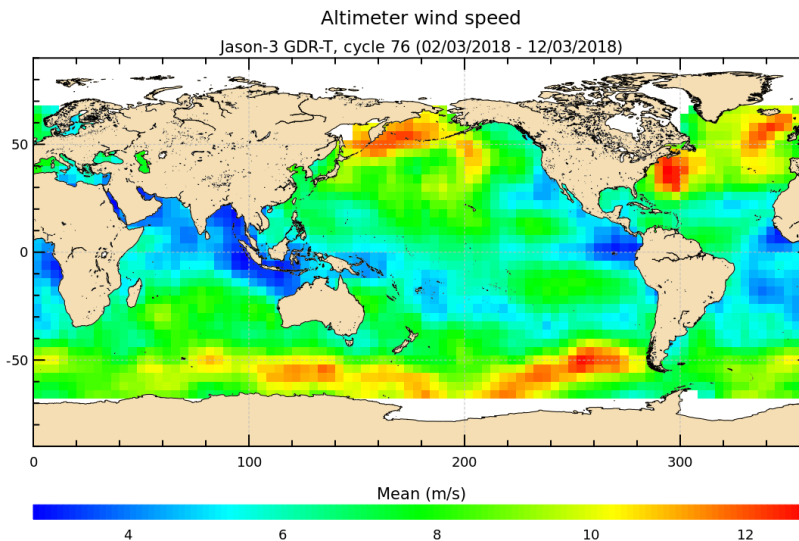 Altimeter wind speed
Jason-3 GDR-T, cycle 76 (02/03/2018 - 12/03/2018)
50
0
-50
0 100 200 300
Mean (m/s)
4 6 8 10 12